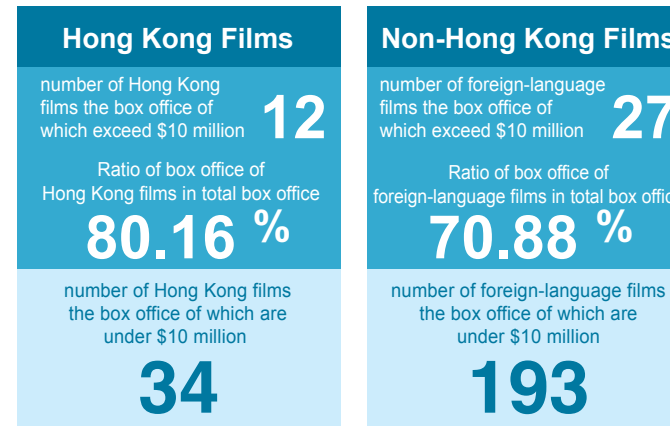 Hong Kong Films
number of Hong Kong
films the box office of
which exceed $10 million
12
Ratio of box office of
Hong Kong films in total box office
80.16 %
number of Hong Kong films
the box office of which are
under $10 million
34
Non-Hong Kong Films
number of foreign-language
films the box office of
which exceed $10 million
27
Ratio of box office of
foreign-language films in total box offic
70.88 %
number of foreign-language films
the box office of which are
under $10 million
193